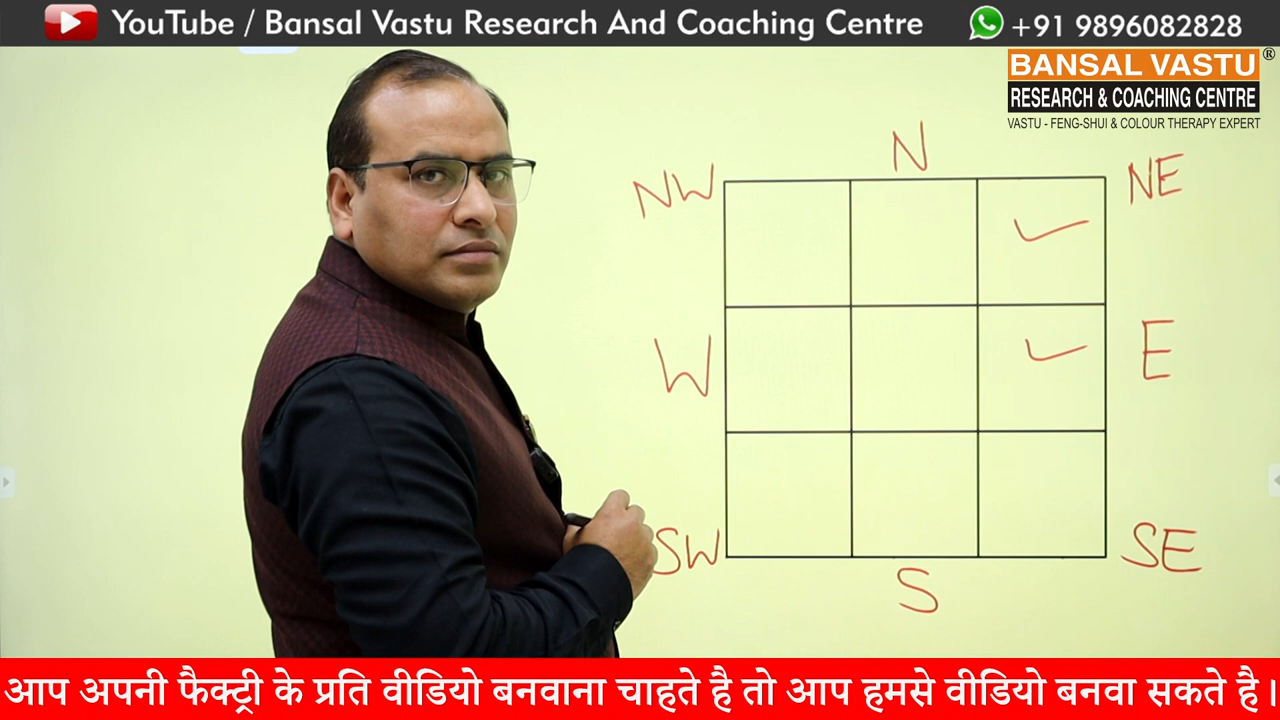 YouTube / Bansal Vastu Research And Coaching Centre
+91 9896082828
BANSAL VASTU®
RESEARCH & COACHING CENTRE
VASTU - FENG-SHUI & COLOUR THERAPY EXPERT
N
NW
NE
W
E
SW
SE
S
आप अपनी फैक्ट्री के प्रति वीडियो बनवाना चाहते है तो आप हमसे वीडियो बनवा सकते है।